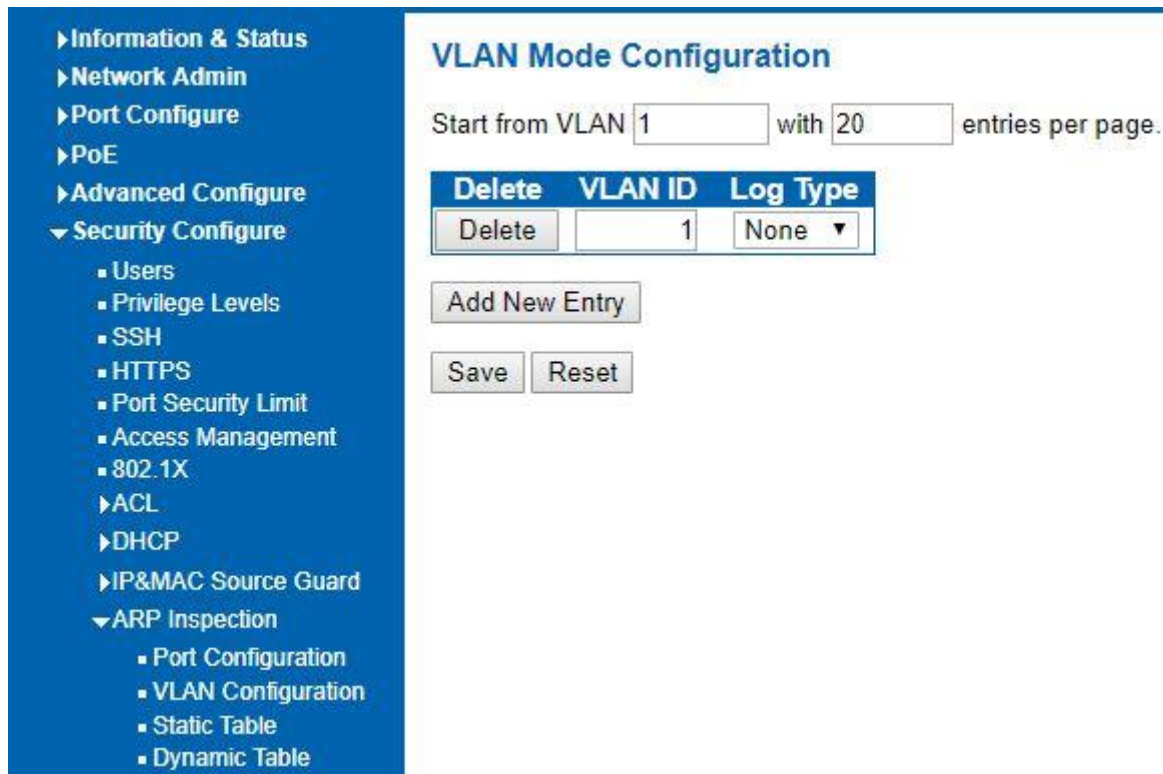 Information & Status
Network Admin
Port Configure
PoE
Advanced Configure
Security Configure
Users
Privilege Levels
SSH
HTTPS
Port Security Limit
Access Management
802.1X
ACL
DHCP
IP&MAC Source Guard
ARP Inspection
Port Configuration
VLAN Configuration
Static Table
Dynamic Table
VLAN Mode Configuration
Start from VLAN 1 with 20 entries per page.
Delete VLAN ID Log Type
Delete 1 None
Add New Entry
Save Reset